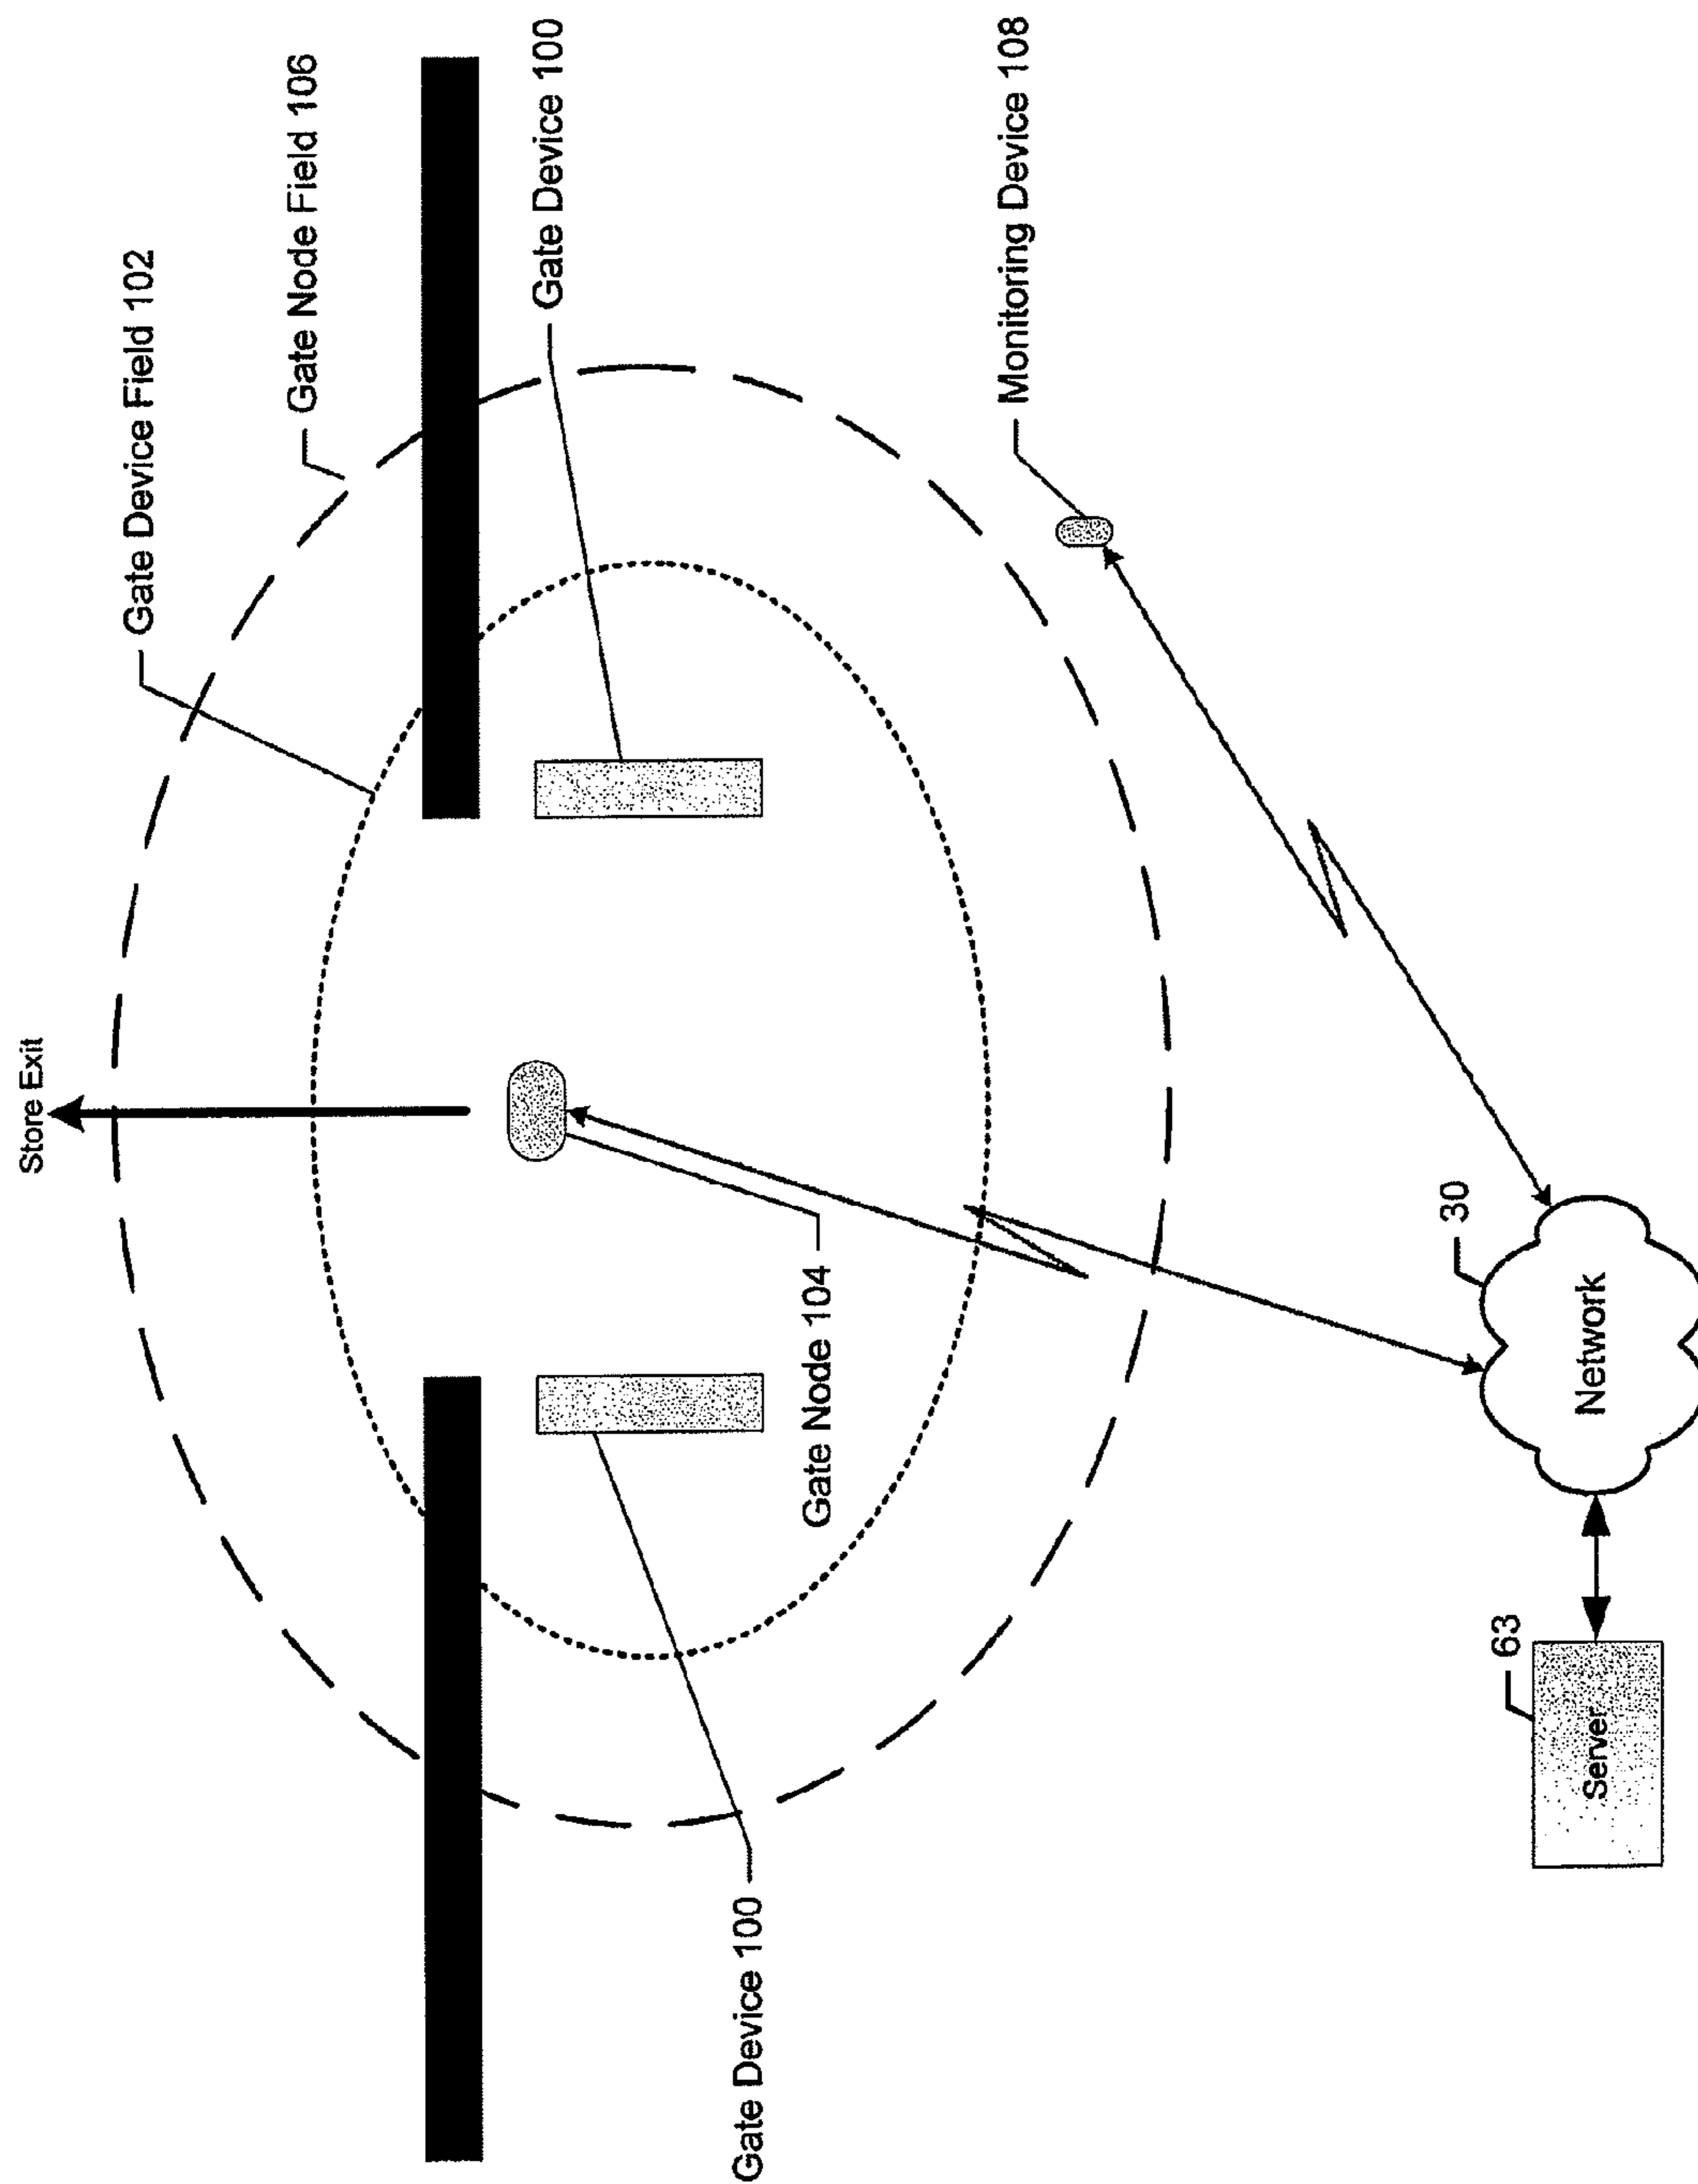 Store Exit
Gate Device Field 102
Gate Node Field 106
Gate Device 100
Gate Device 100
Gate Node 104
Monitoring Device 108
30
Network
63
Server